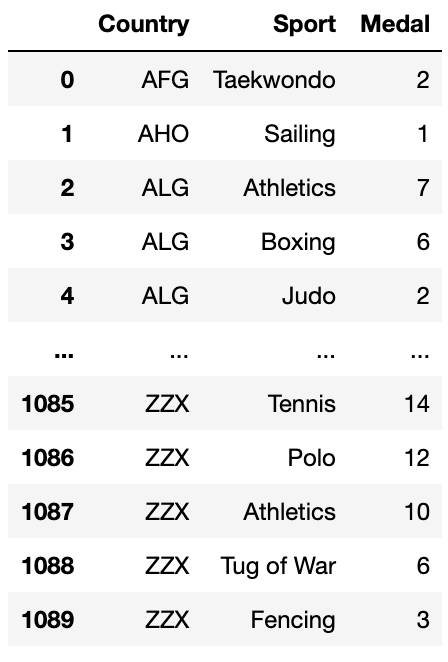 Country Sport Medal
0 AFG Taekwondo 2
1 AHO Sailing 1
2 ALG Athletics 7
3 ALG Boxing 6
4 ALG Judo 2
... ... ... ...
1085 ZZX Tennis 14
1086 ZZX Polo 12
1087 ZZX Athletics 10
1088 ZZX Tug of War 6
1089 ZZX Fencing 3